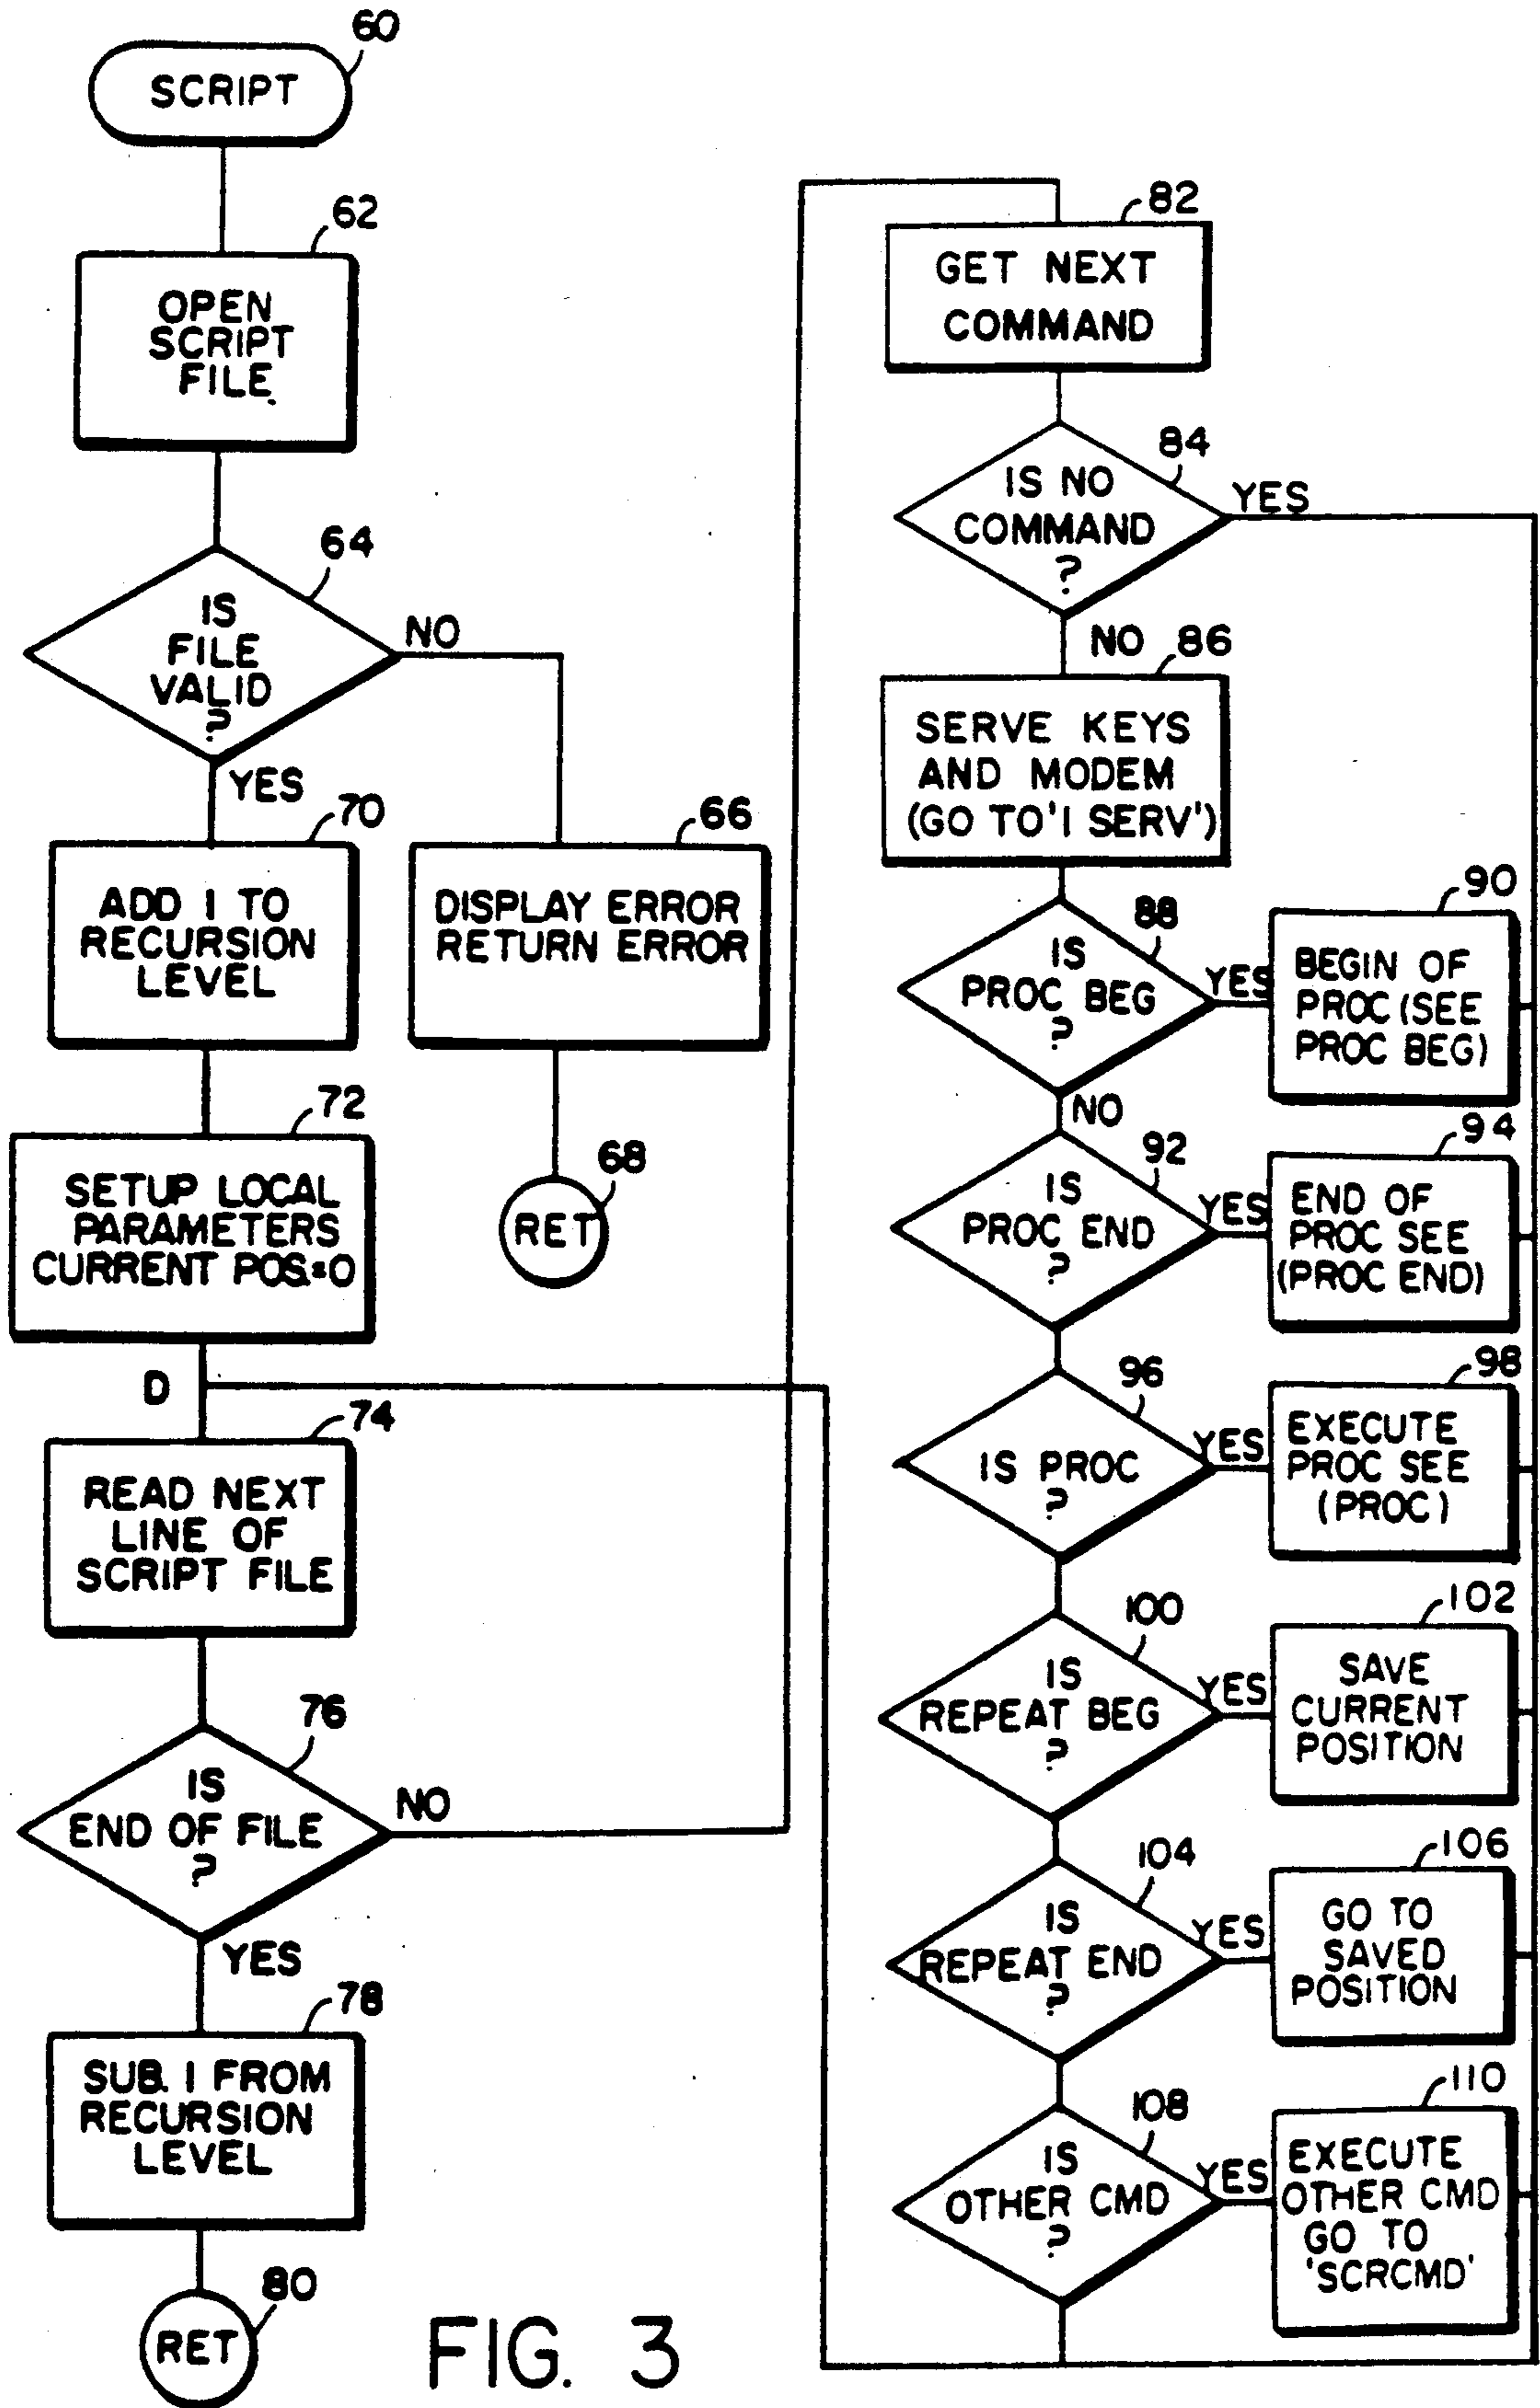 60
SCRIPT
62
OPEN
SCRIPT
FILE
64
IS
FILE
VALID
?
NO
YES
70
ADD 1 TO
RECURSION
LEVEL
66
DISPLAY ERROR
RETURN ERROR
68
RET
72
SETUP LOCAL
PARAMETERS
CURRENT POS.=0
D
74
READ NEXT
LINE OF
SCRIPT FILE
76
IS
END OF FILE
?
NO
YES
78
SUB. 1 FROM
RECURSION
LEVEL
80
RET
82
GET NEXT
COMMAND
84
IS NO
COMMAND
?
YES
NO
86
SERVE KEYS
AND MODEM
(GO TO 'I SERV')
88
IS
PROC BEG
?
YES
90
BEGIN OF
PROC (SEE
PROC BEG)
NO
92
IS
PROC END
?
YES
94
END OF
PROC SEE
(PROC END)
96
IS PROC
?
YES
98
EXECUTE
PROC SEE
(PROC)
100
IS
REPEAT BEG
?
YES
102
SAVE
CURRENT
POSITION
104
IS
REPEAT END
?
YES
106
GO TO
SAVED
POSITION
108
IS
OTHER CMD
?
YES
110
EXECUTE
OTHER CMD
GO TO
'SCRCMD'
FIG. 3